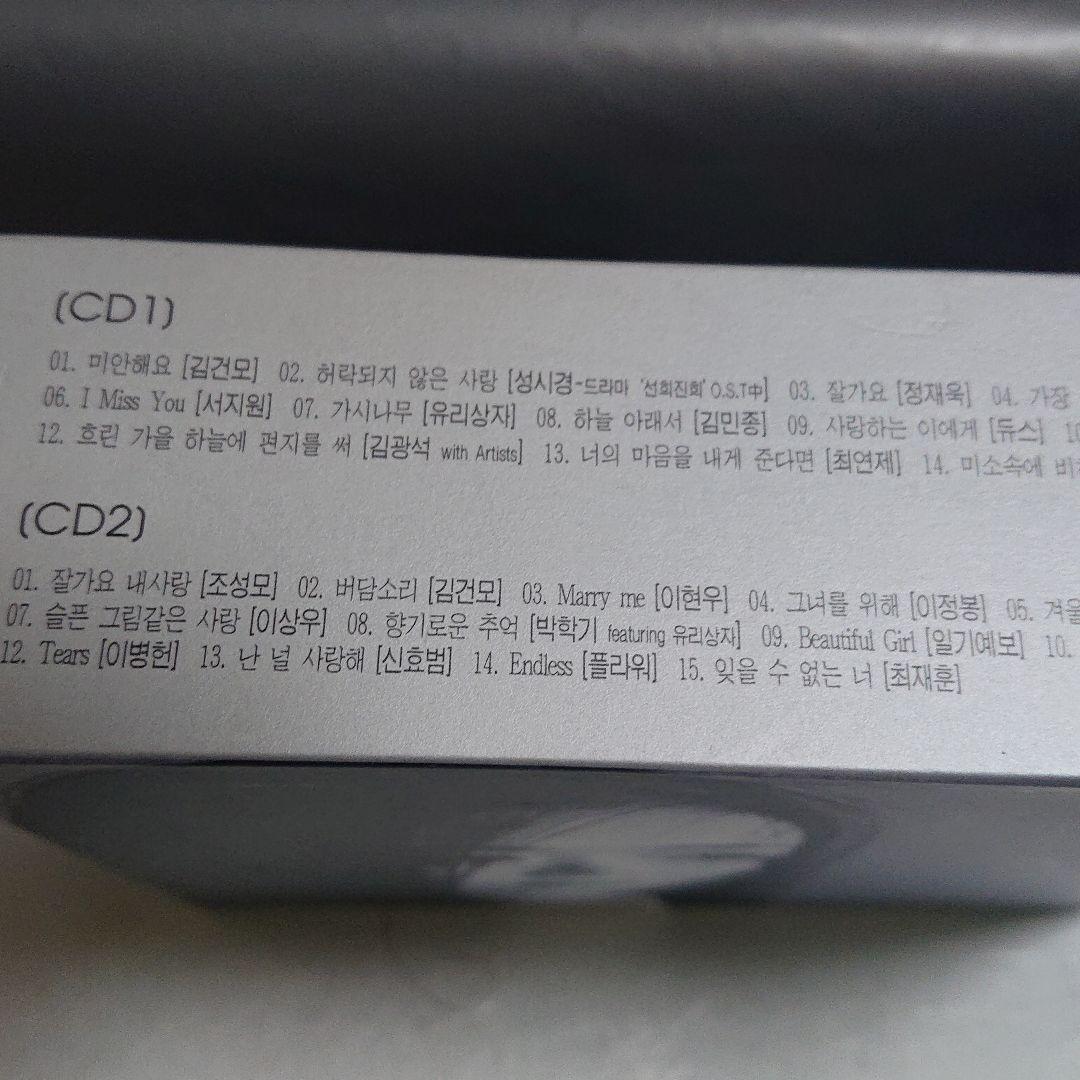 (CD1)
01. 미안해요 [김건모] 02. 허락되지 않은 사랑 [성시경-드라마 '선희진희' O.S.T中] 03. 잘가요 [정재욱] 04. 가장
06. I Miss You [서지원] 07. 가시나무 [유리상자] 08. 하늘 아래서 [김민종] 09. 사랑하는 이에게 [듀스]
12. 흐린 가을 하늘에 편지를 써 [김광석 with Artists] 13. 너의 마음을 내게 준다면 [최연제] 14. 미소속에
(CD2)
01. 잘가요 내사랑 [조성모] 02. 버담소리 [김건모] 03. Marry me [이현우] 04. 그녀를 위해 [이정봉] 05. 겨울
07. 슬픈 그림같은 사랑 [이상우] 08. 향기로운 추억 [박학기 featuring 유리상자] 09. Beautiful Girl [일기예보] 10.
12. Tears [이병헌] 13. 난 널 사랑해 [신효범] 14. Endless [플라워] 15. 잊을 수 없는 너 [최재훈]